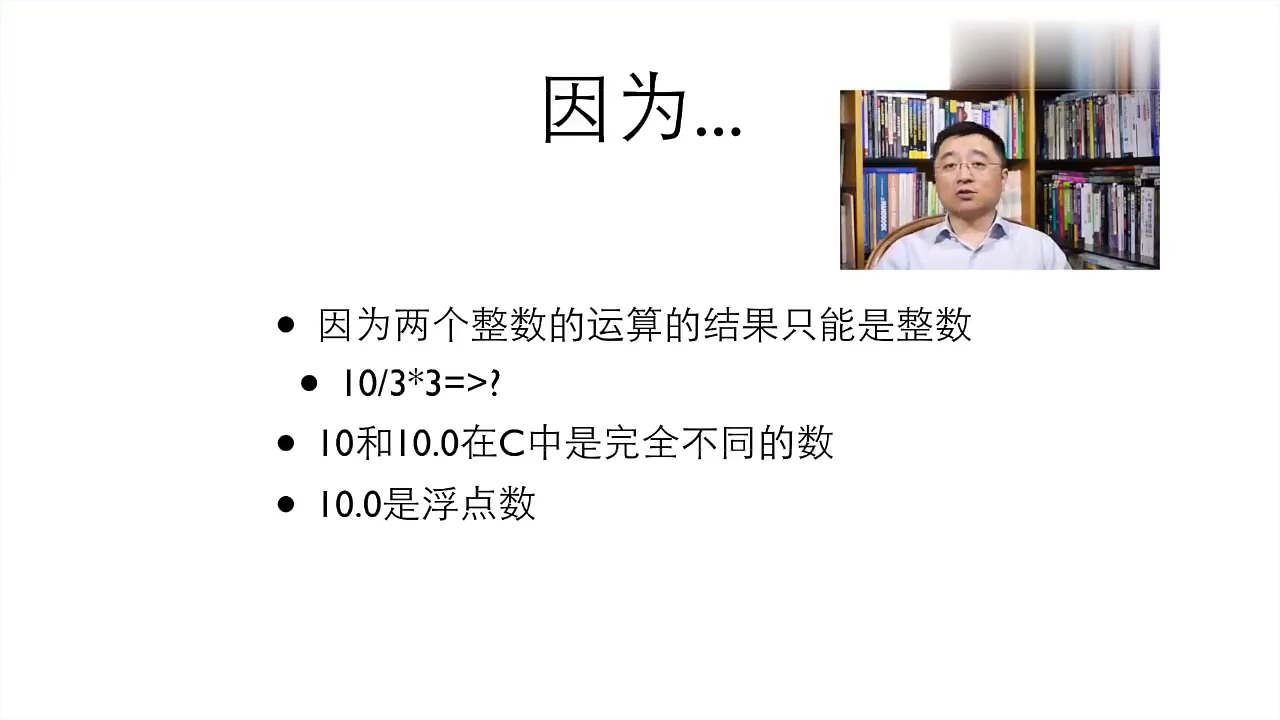 因为...
因为两个整数的运算的结果只能是整数
10/3*3=>?
10和10.0在C中是完全不同的数
10.0是浮点数